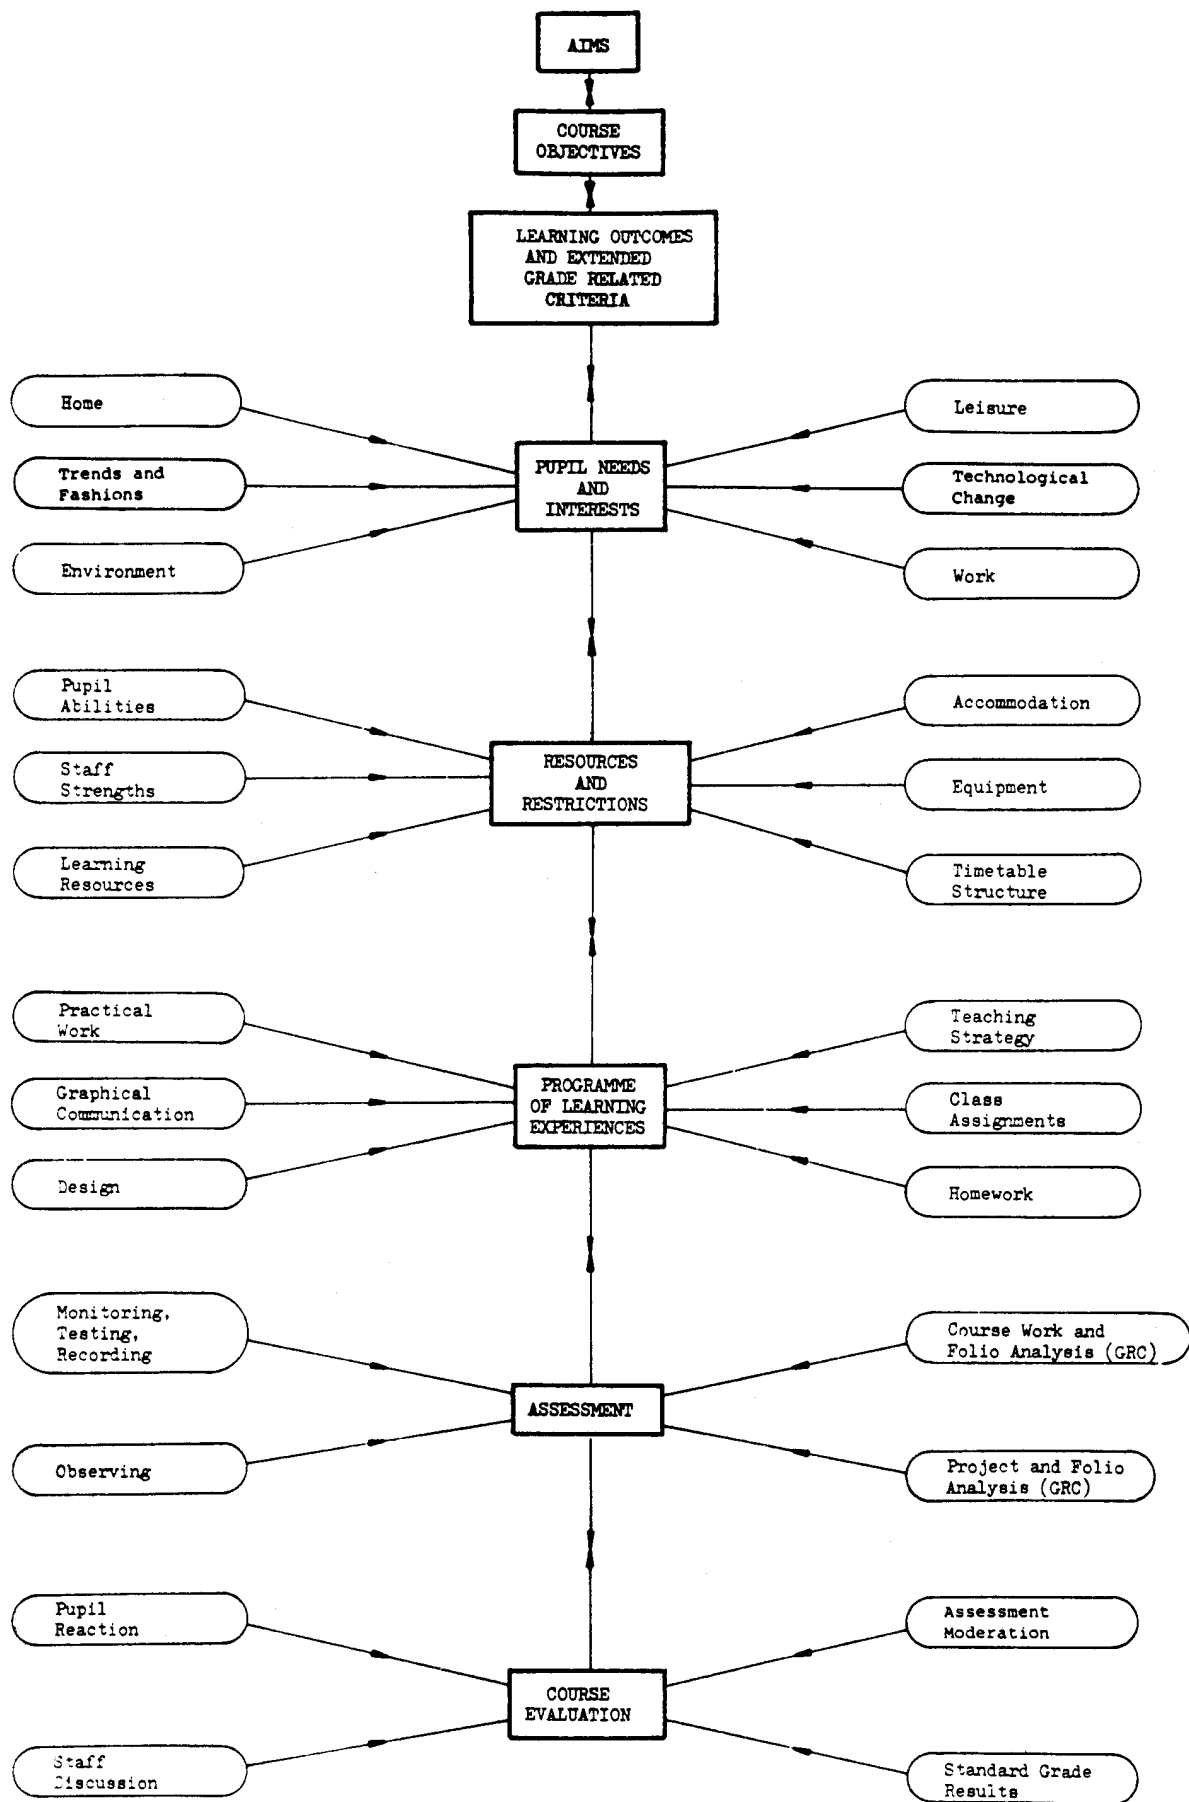 AIMS
COURSE
OBJECTIVES
LEARNING OUTCOMES
AND EXTENDED
GRADE RELATED
CRITERIA
Home
Leisure
Trends and
Fashions
PUPIL NEEDS
AND
INTERESTS
Technological
Change
Environment
Work
Pupil
Abilities
Accommodation
Staff
Strengths
RESOURCES
AND
RESTRICTIONS
Equipment
Learning
Resources
Timetable
Structure
Practical
Work
Teaching
Strategy
Graphical
Communication
PROGRAMME
OF LEARNING
EXPERIENCES
Class
Assignments
Design
Homework
Monitoring,
Testing,
Recording
Course Work and
Folio Analysis (GRC)
ASSESSMENT
Observing
Project and Folio
Analysis (GRC)
Pupil
Reaction
Assessment
Moderation
COURSE
EVALUATION
Staff
Discussion
Standard Grade
Results